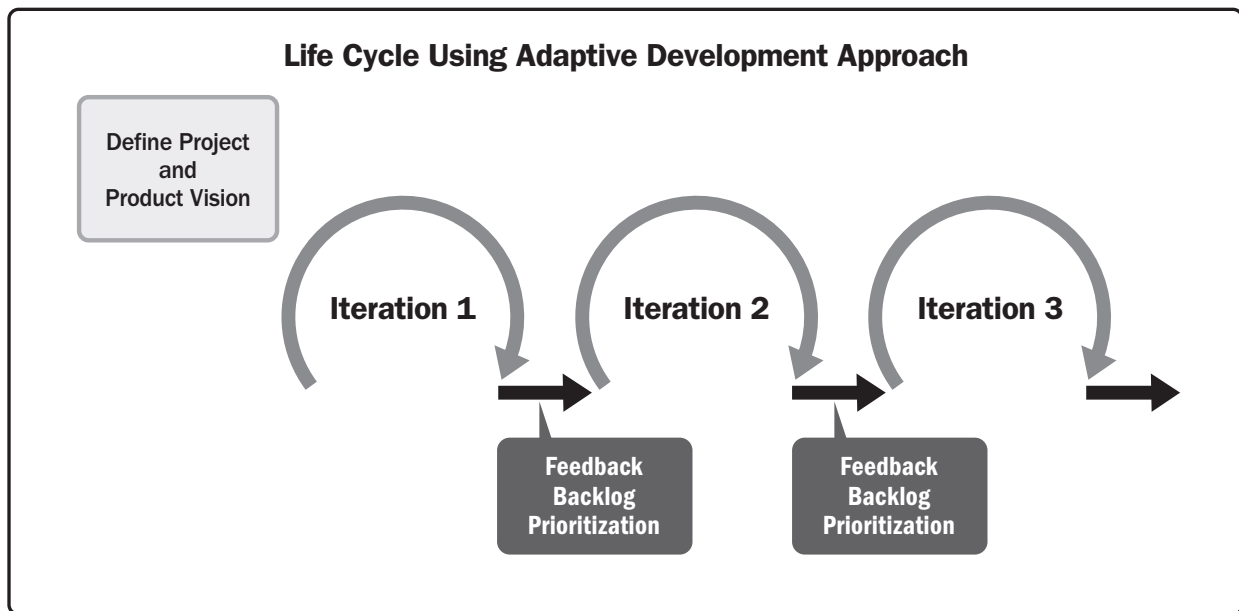 Life Cycle Using Adaptive Development Approach
Define Project
and
Product Vision
Iteration 1
Iteration 2
Iteration 3
Feedback
Backlog
Prioritization
Feedback
Backlog
Prioritization